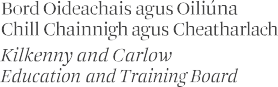 Bord Oideachais agus Oiliúna
Chill Chainnigh agus Cheatharlach
Kilkenny and Carlow
Education and Training Board